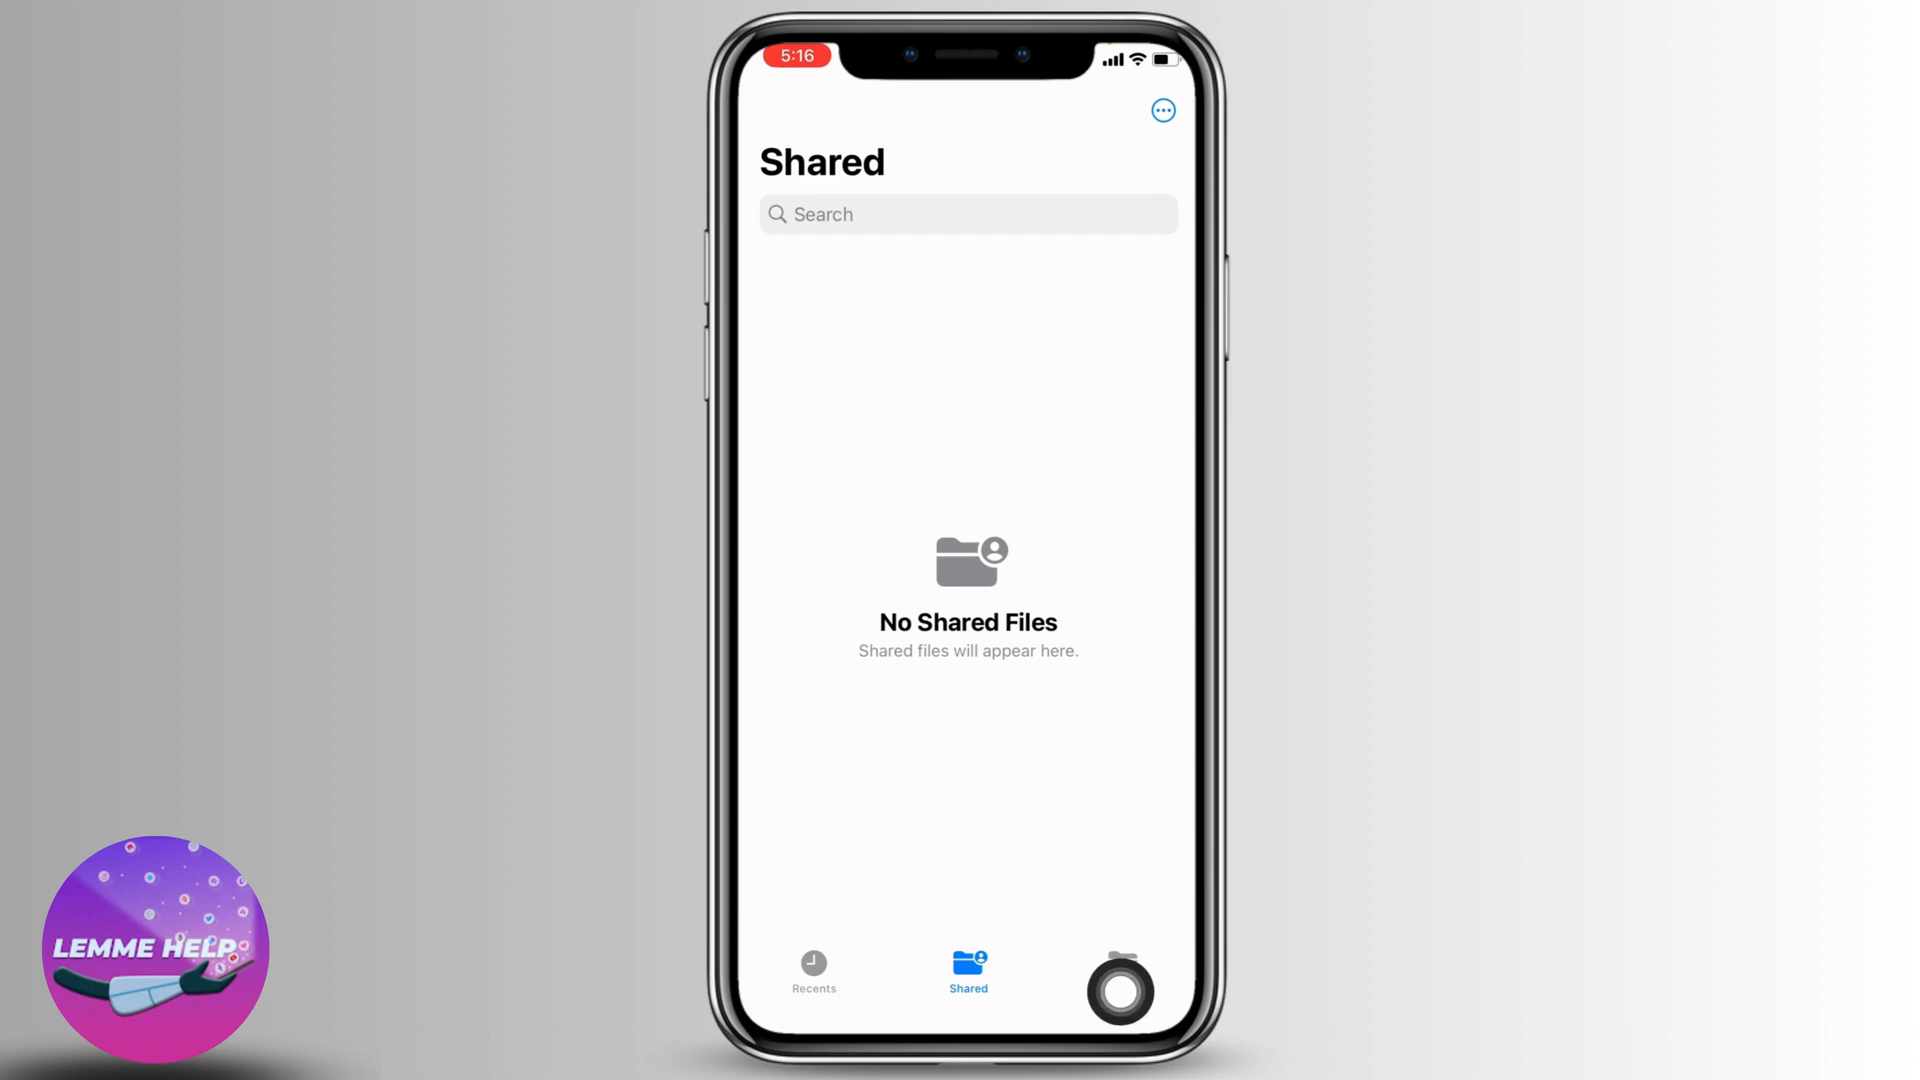 5:16
Shared
Search
No Shared Files
Shared files will appear here.
Recents
Shared
LEMME HELP